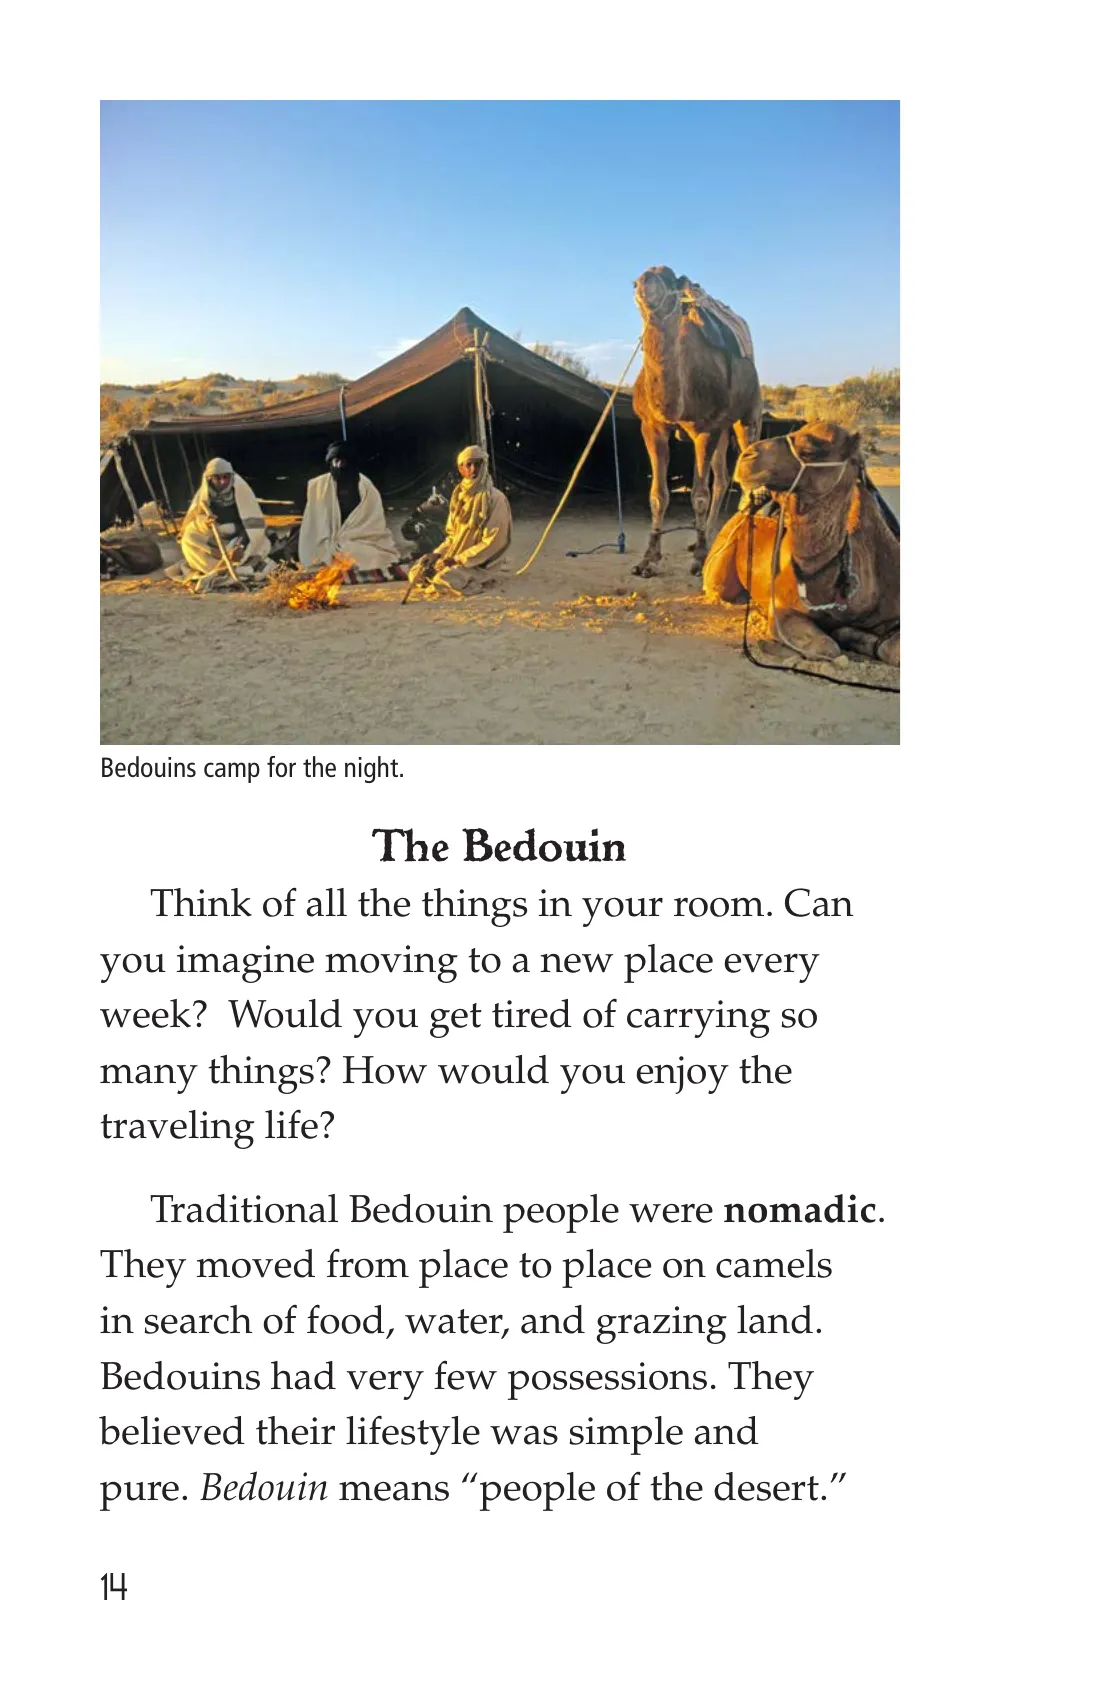 Bedouins camp for the night.
The Bedouin
Think of all the things in your room. Can
you imagine moving to a new place every
week?  Would you get tired of carrying so
many things? How would you enjoy the
traveling life?
Traditional Bedouin people were nomadic.
They moved from place to place on camels
in search of food, water, and grazing land.
Bedouins had very few possessions. They
believed their lifestyle was simple and
pure. Bedouin means “people of the desert.”
14